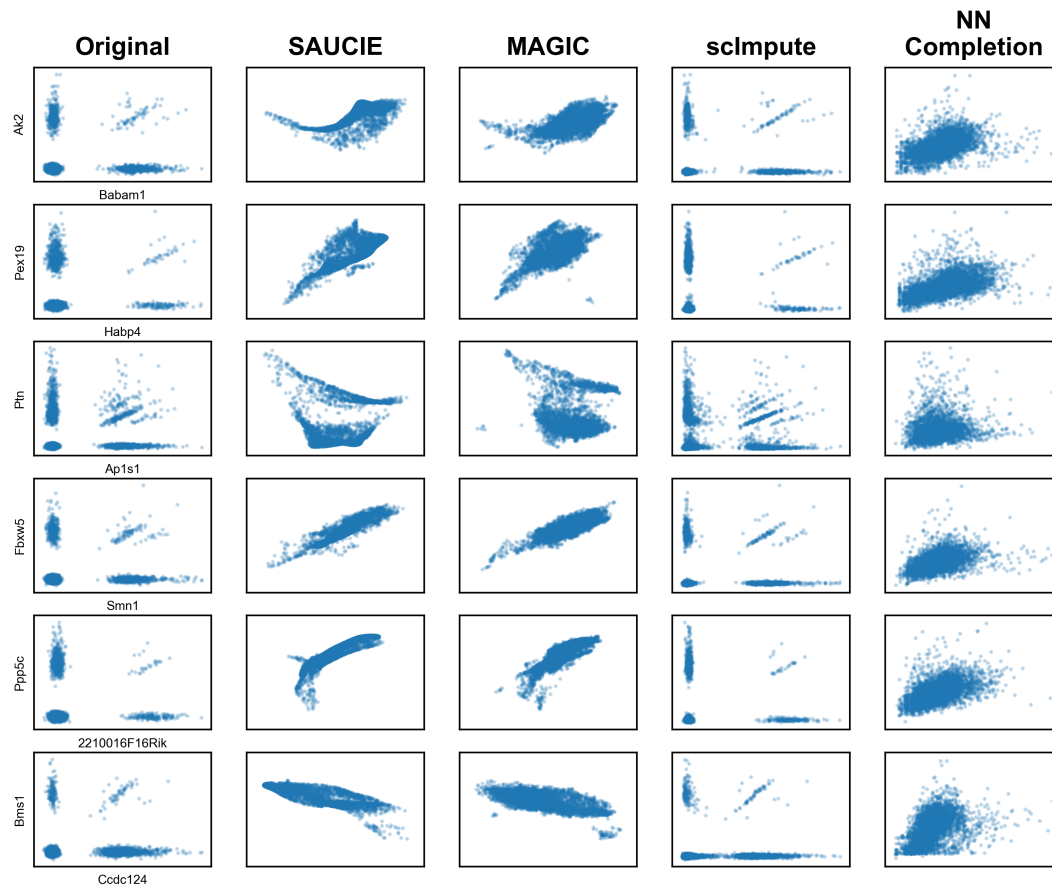 Original
SAUCIE
MAGIC
scImpute
NN
Completion
Ak2
Babam1
Pex19
Habp4
Ptn
Ap1s1
Fbxw5
Smn1
Ppp5c
2210016F16Rik
Bms1
Ccdc124